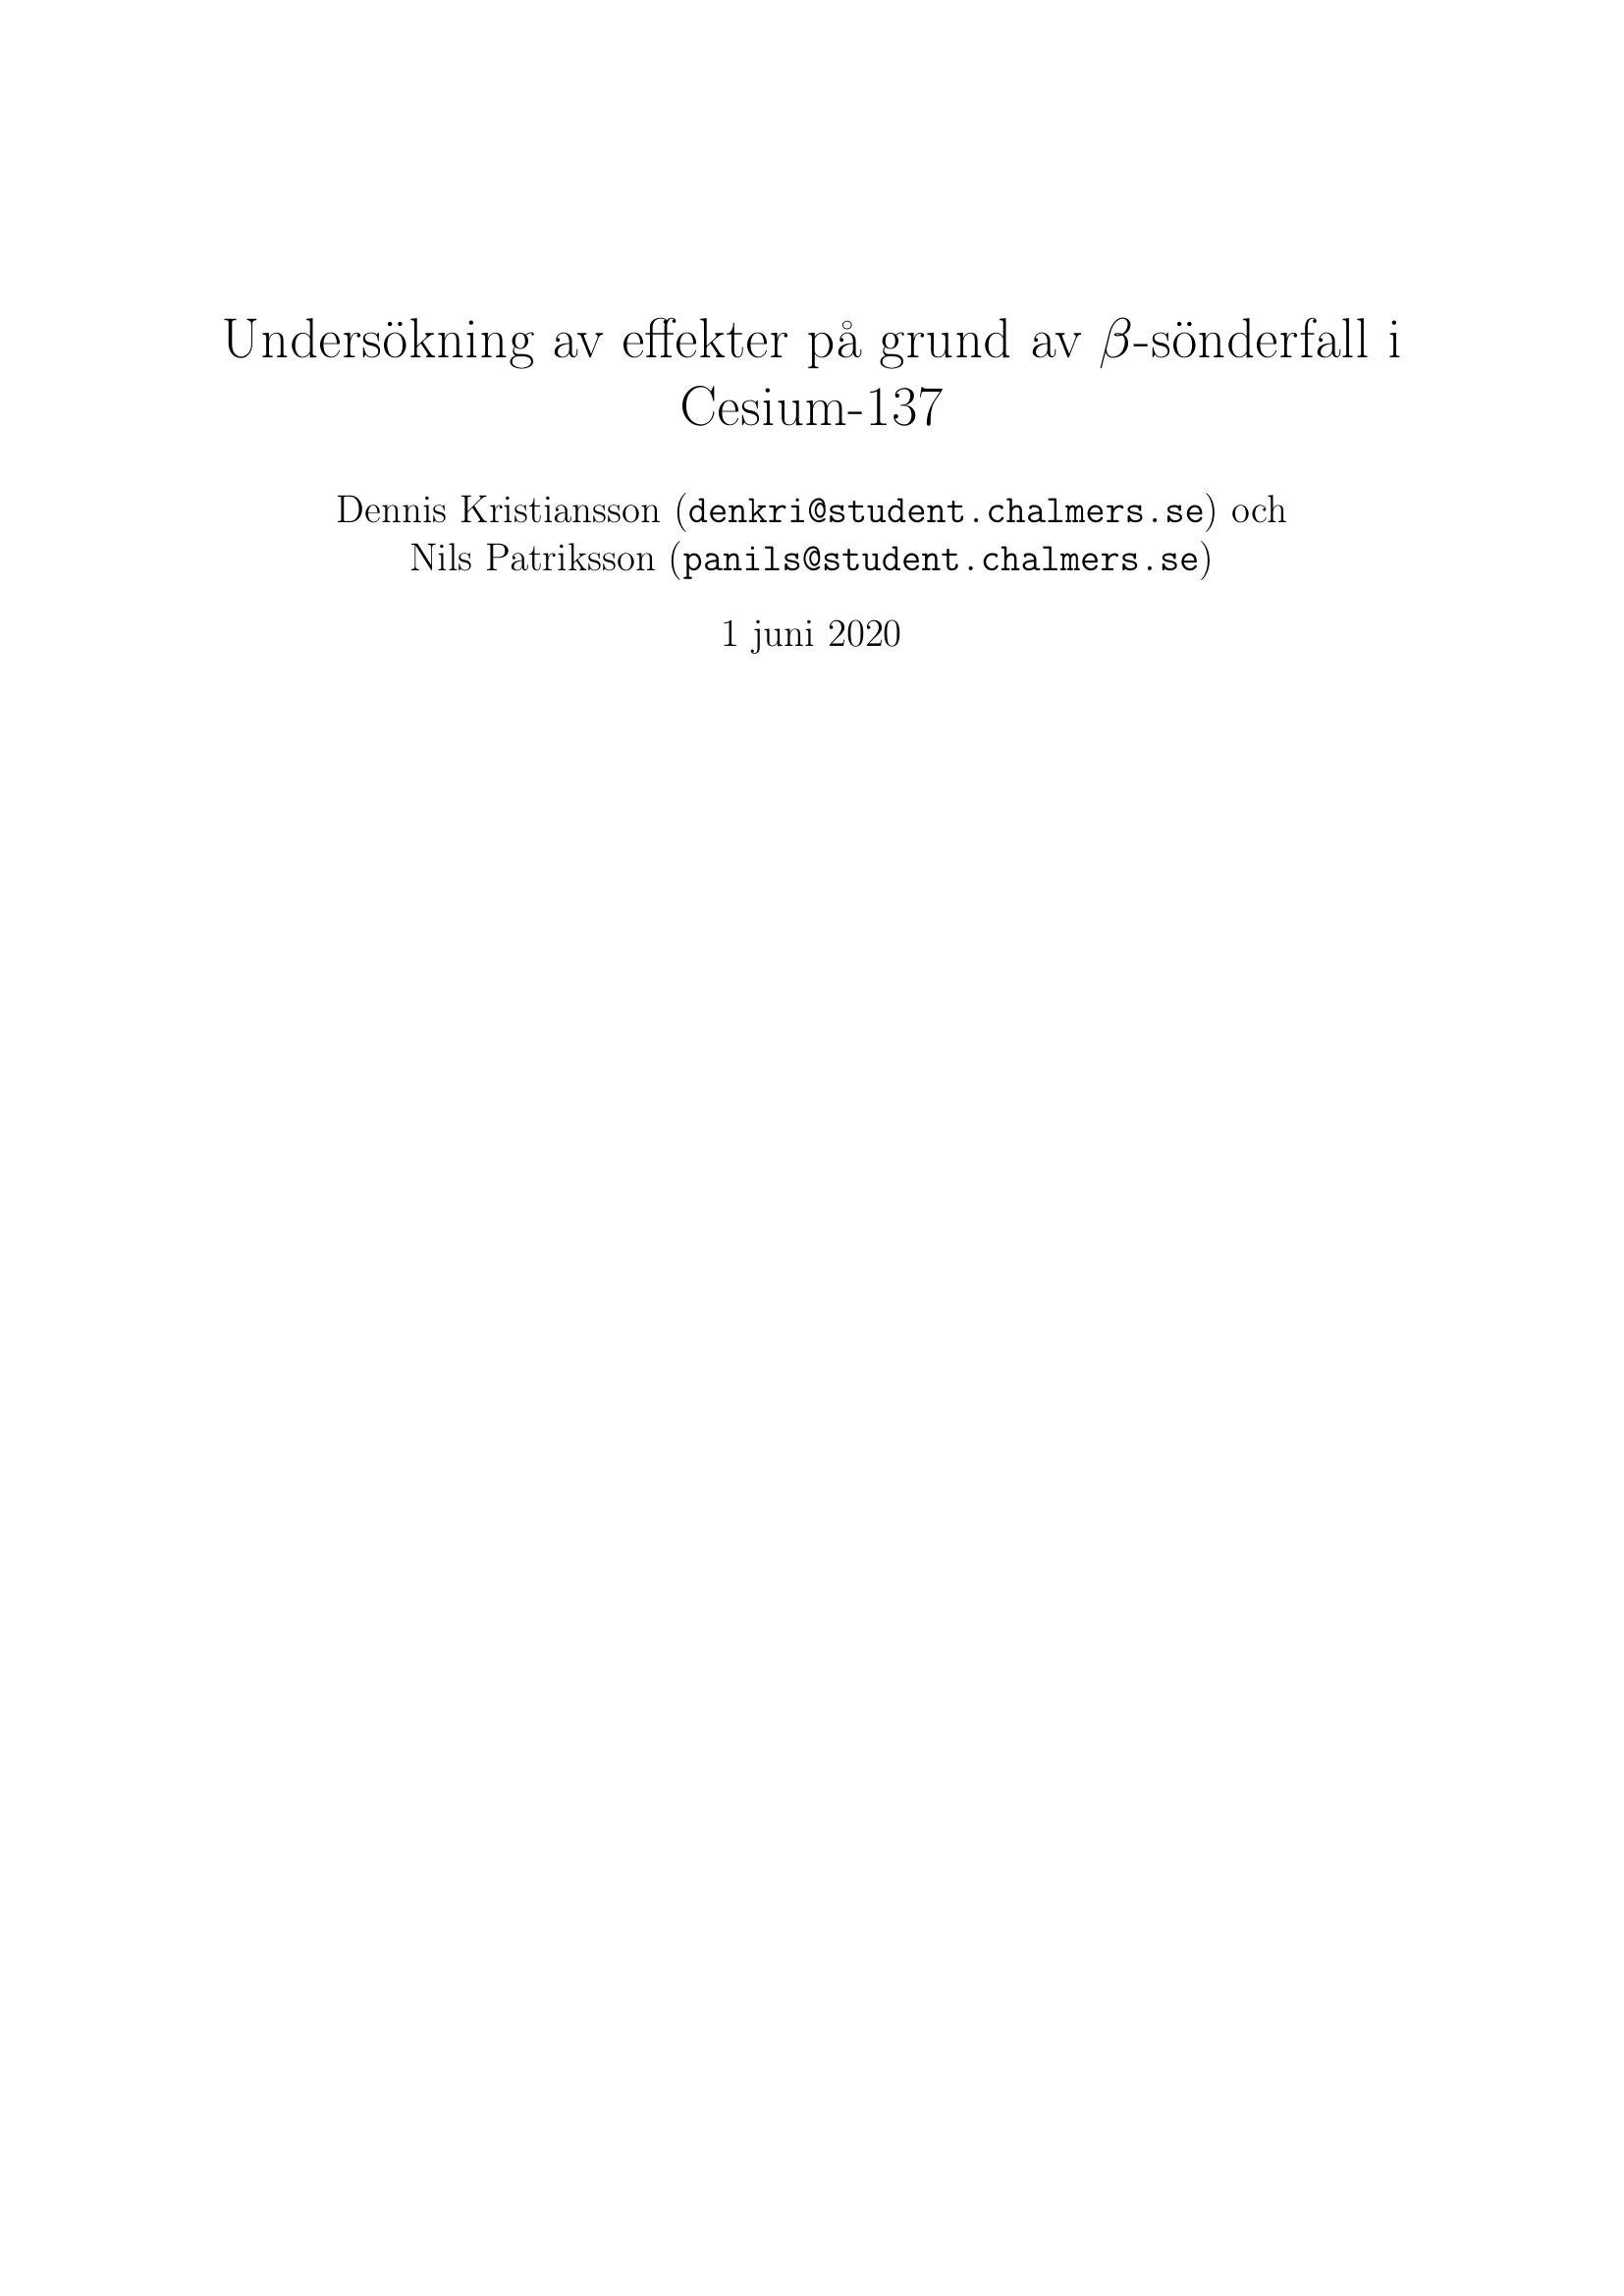 Undersökning av effekter på grund av β-sönderfall i
Cesium-137
Dennis Kristiansson (denkri@student.chalmers.se) och
Nils Patriksson (panils@student.chalmers.se)
1 juni 2020